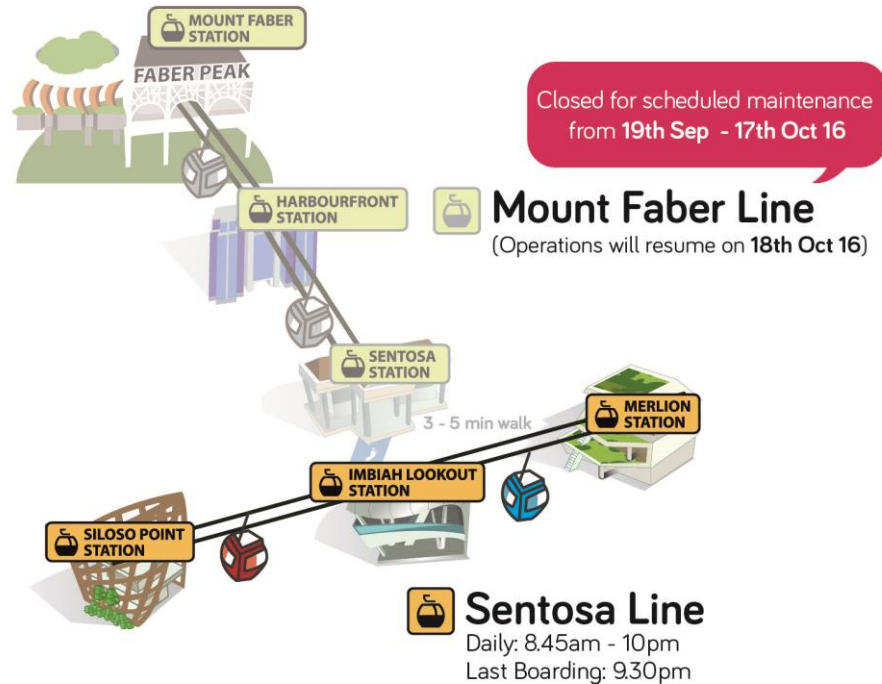 MOUNT FABER
STATION
FABER PEAK
Closed for scheduled maintenance
from 19th Sep - 17th Oct 16
HARBOURFRONT
STATION
Mount Faber Line
(Operations will resume on 18th Oct 16)
SENTOSA
STATION
3 - 5 min walk
MERLION
STATION
IMBIAH LOOKOUT
STATION
SILOSO POINT
STATION
Sentosa Line
Daily: 8.45am - 10pm
Last Boarding: 9.30pm